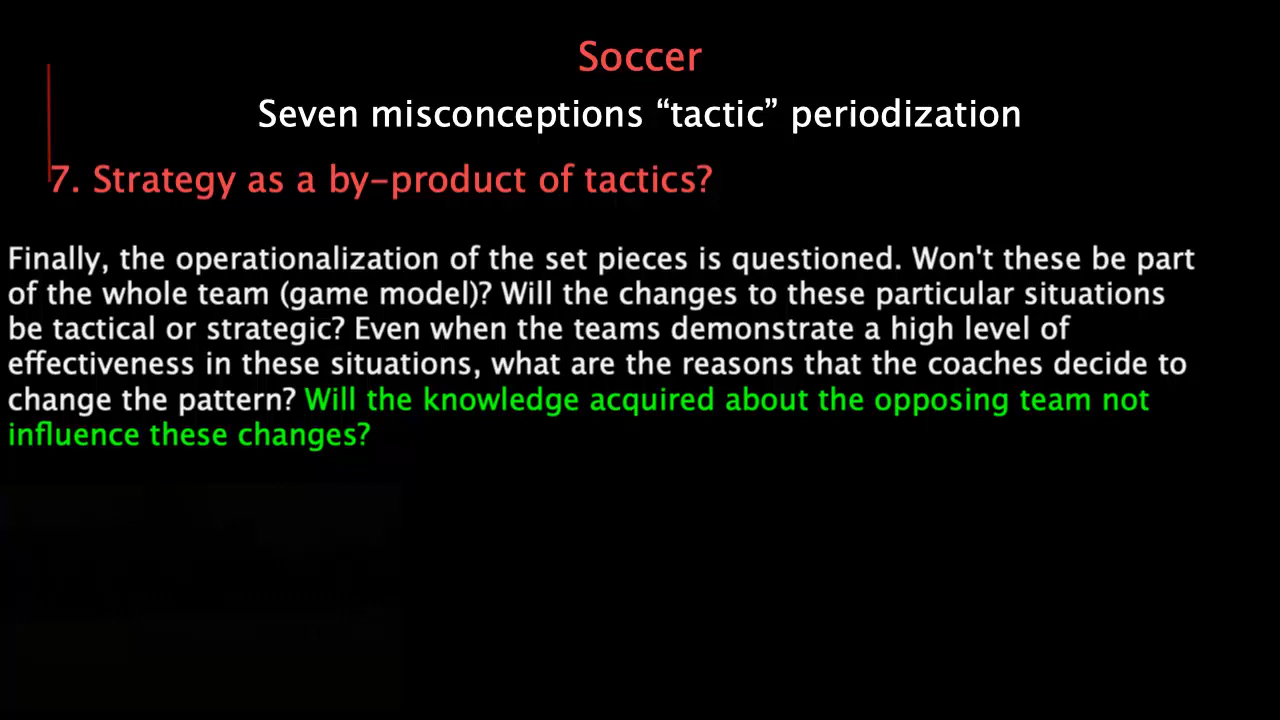 Soccer
Seven misconceptions “tactic” periodization
7. Strategy as a by-product of tactics?
Finally, the operationalization of the set pieces is questioned. Won't these be part
of the whole team (game model)? Will the changes to these particular situations
be tactical or strategic? Even when the teams demonstrate a high level of
effectiveness in these situations, what are the reasons that the coaches decide to
change the pattern? Will the knowledge acquired about the opposing team not
influence these changes?